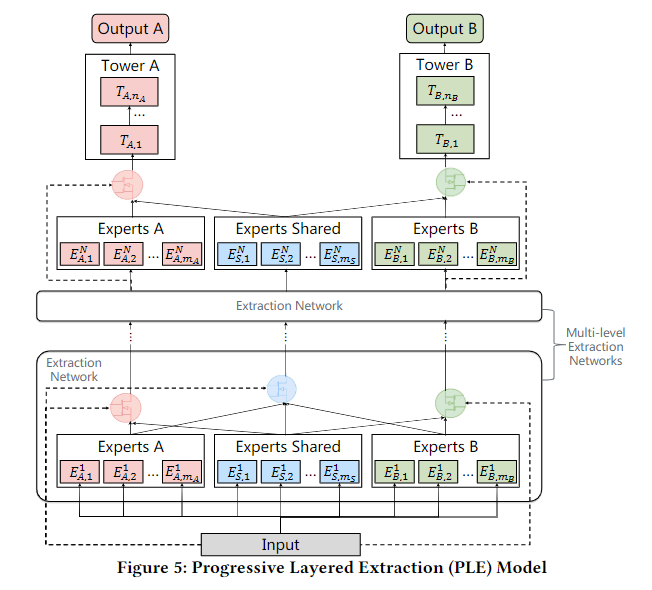 Output A
Output B
Tower A
Tower B
T_{A,n_A}
T_{B,n_B}
...
...
T_{A,1}
T_{B,1}
Experts A
Experts Shared
Experts B
E^N_{A,1} E^N_{A,2} ... E^N_{A,m_A}
E^N_{S,1} E^N_{S,2} ... E^N_{S,m_S}
E^N_{B,1} E^N_{B,2} ... E^N_{B,m_B}
Extraction Network
Multi-level
Extraction
Networks
Extraction
Network
Experts A
Experts Shared
Experts B
E^1_{A,1} E^1_{A,2} ... E^1_{A,m_A}
E^1_{S,1} E^1_{S,2} ... E^1_{S,m_S}
E^1_{B,1} E^1_{B,2} ... E^1_{B,m_B}
Input
Figure 5: Progressive Layered Extraction (PLE) Model